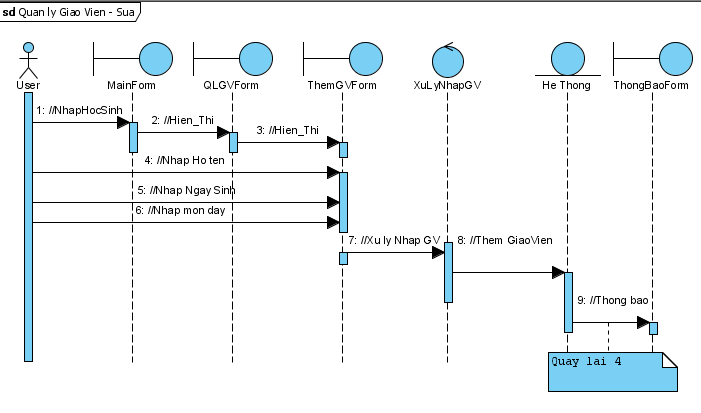 sd Quan ly Giao Vien - Sua
User
MainForm
QLGVForm
ThemGVForm
XuLyNhapGV
He Thong
ThongBaoForm
1: //NhapHocSinh
2: //Hien_Thi
3: //Hien_Thi
4: //Nhap Ho ten
5: //Nhap Ngay Sinh
6: //Nhap mon day
7: //Xu ly Nhap GV
8: //Them GiaoVien
9: //Thong bao
Quay lai 4